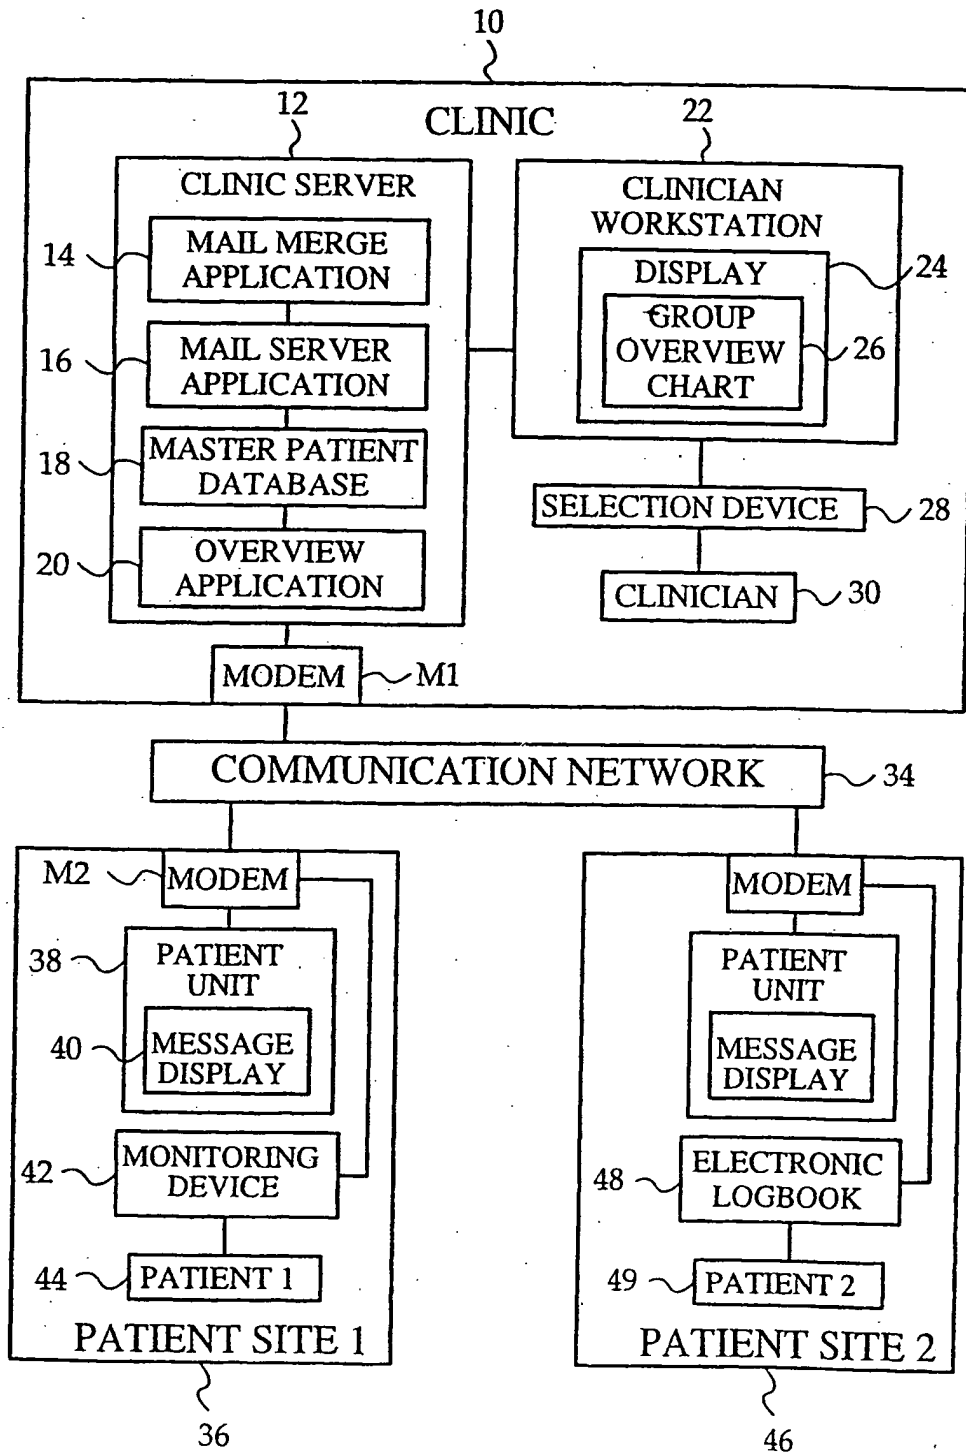 10
CLINIC
12
22
CLINIC SERVER
14
MAIL MERGE
APPLICATION
16
MAIL SERVER
APPLICATION
18
MASTER PATIENT
DATABASE
20
OVERVIEW
APPLICATION
MODEM
M1
CLINICIAN
WORKSTATION
DISPLAY
24
GROUP
OVERVIEW
CHART
26
SELECTION DEVICE
28
CLINICIAN
30
COMMUNICATION NETWORK
34
M2
MODEM
38
PATIENT
UNIT
40
MESSAGE
DISPLAY
42
MONITORING
DEVICE
44
PATIENT 1
PATIENT SITE 1
36
MODEM
PATIENT
UNIT
MESSAGE
DISPLAY
48
ELECTRONIC
LOGBOOK
49
PATIENT 2
PATIENT SITE 2
46